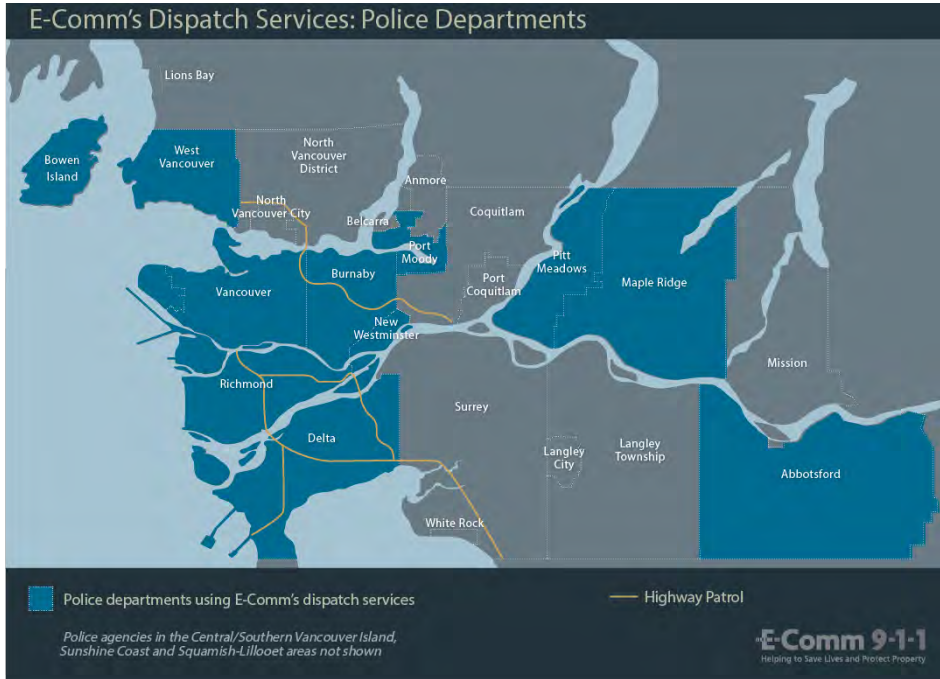 E-Comm's Dispatch Services: Police Departments
Lions Bay
Bowen
Island
West
Vancouver
North
Vancouver
District
North
Vancouver City
Anmore
Belcarra
Coquitlam
Port
Moody
Pitt
Meadows
Port
Coquitlam
Maple Ridge
Vancouver
Burnaby
New
Westminster
Mission
Richmond
Surrey
Delta
Langley
City
Langley
Township
Abbotsford
White Rock
Police departments using E-Comm's dispatch services
Highway Patrol
Police agencies in the Central/Southern Vancouver Island,
Sunshine Coast and Squamish-Lillooet areas not shown
E-Comm 9-1-1
Helping to Save Lives and Protect Property